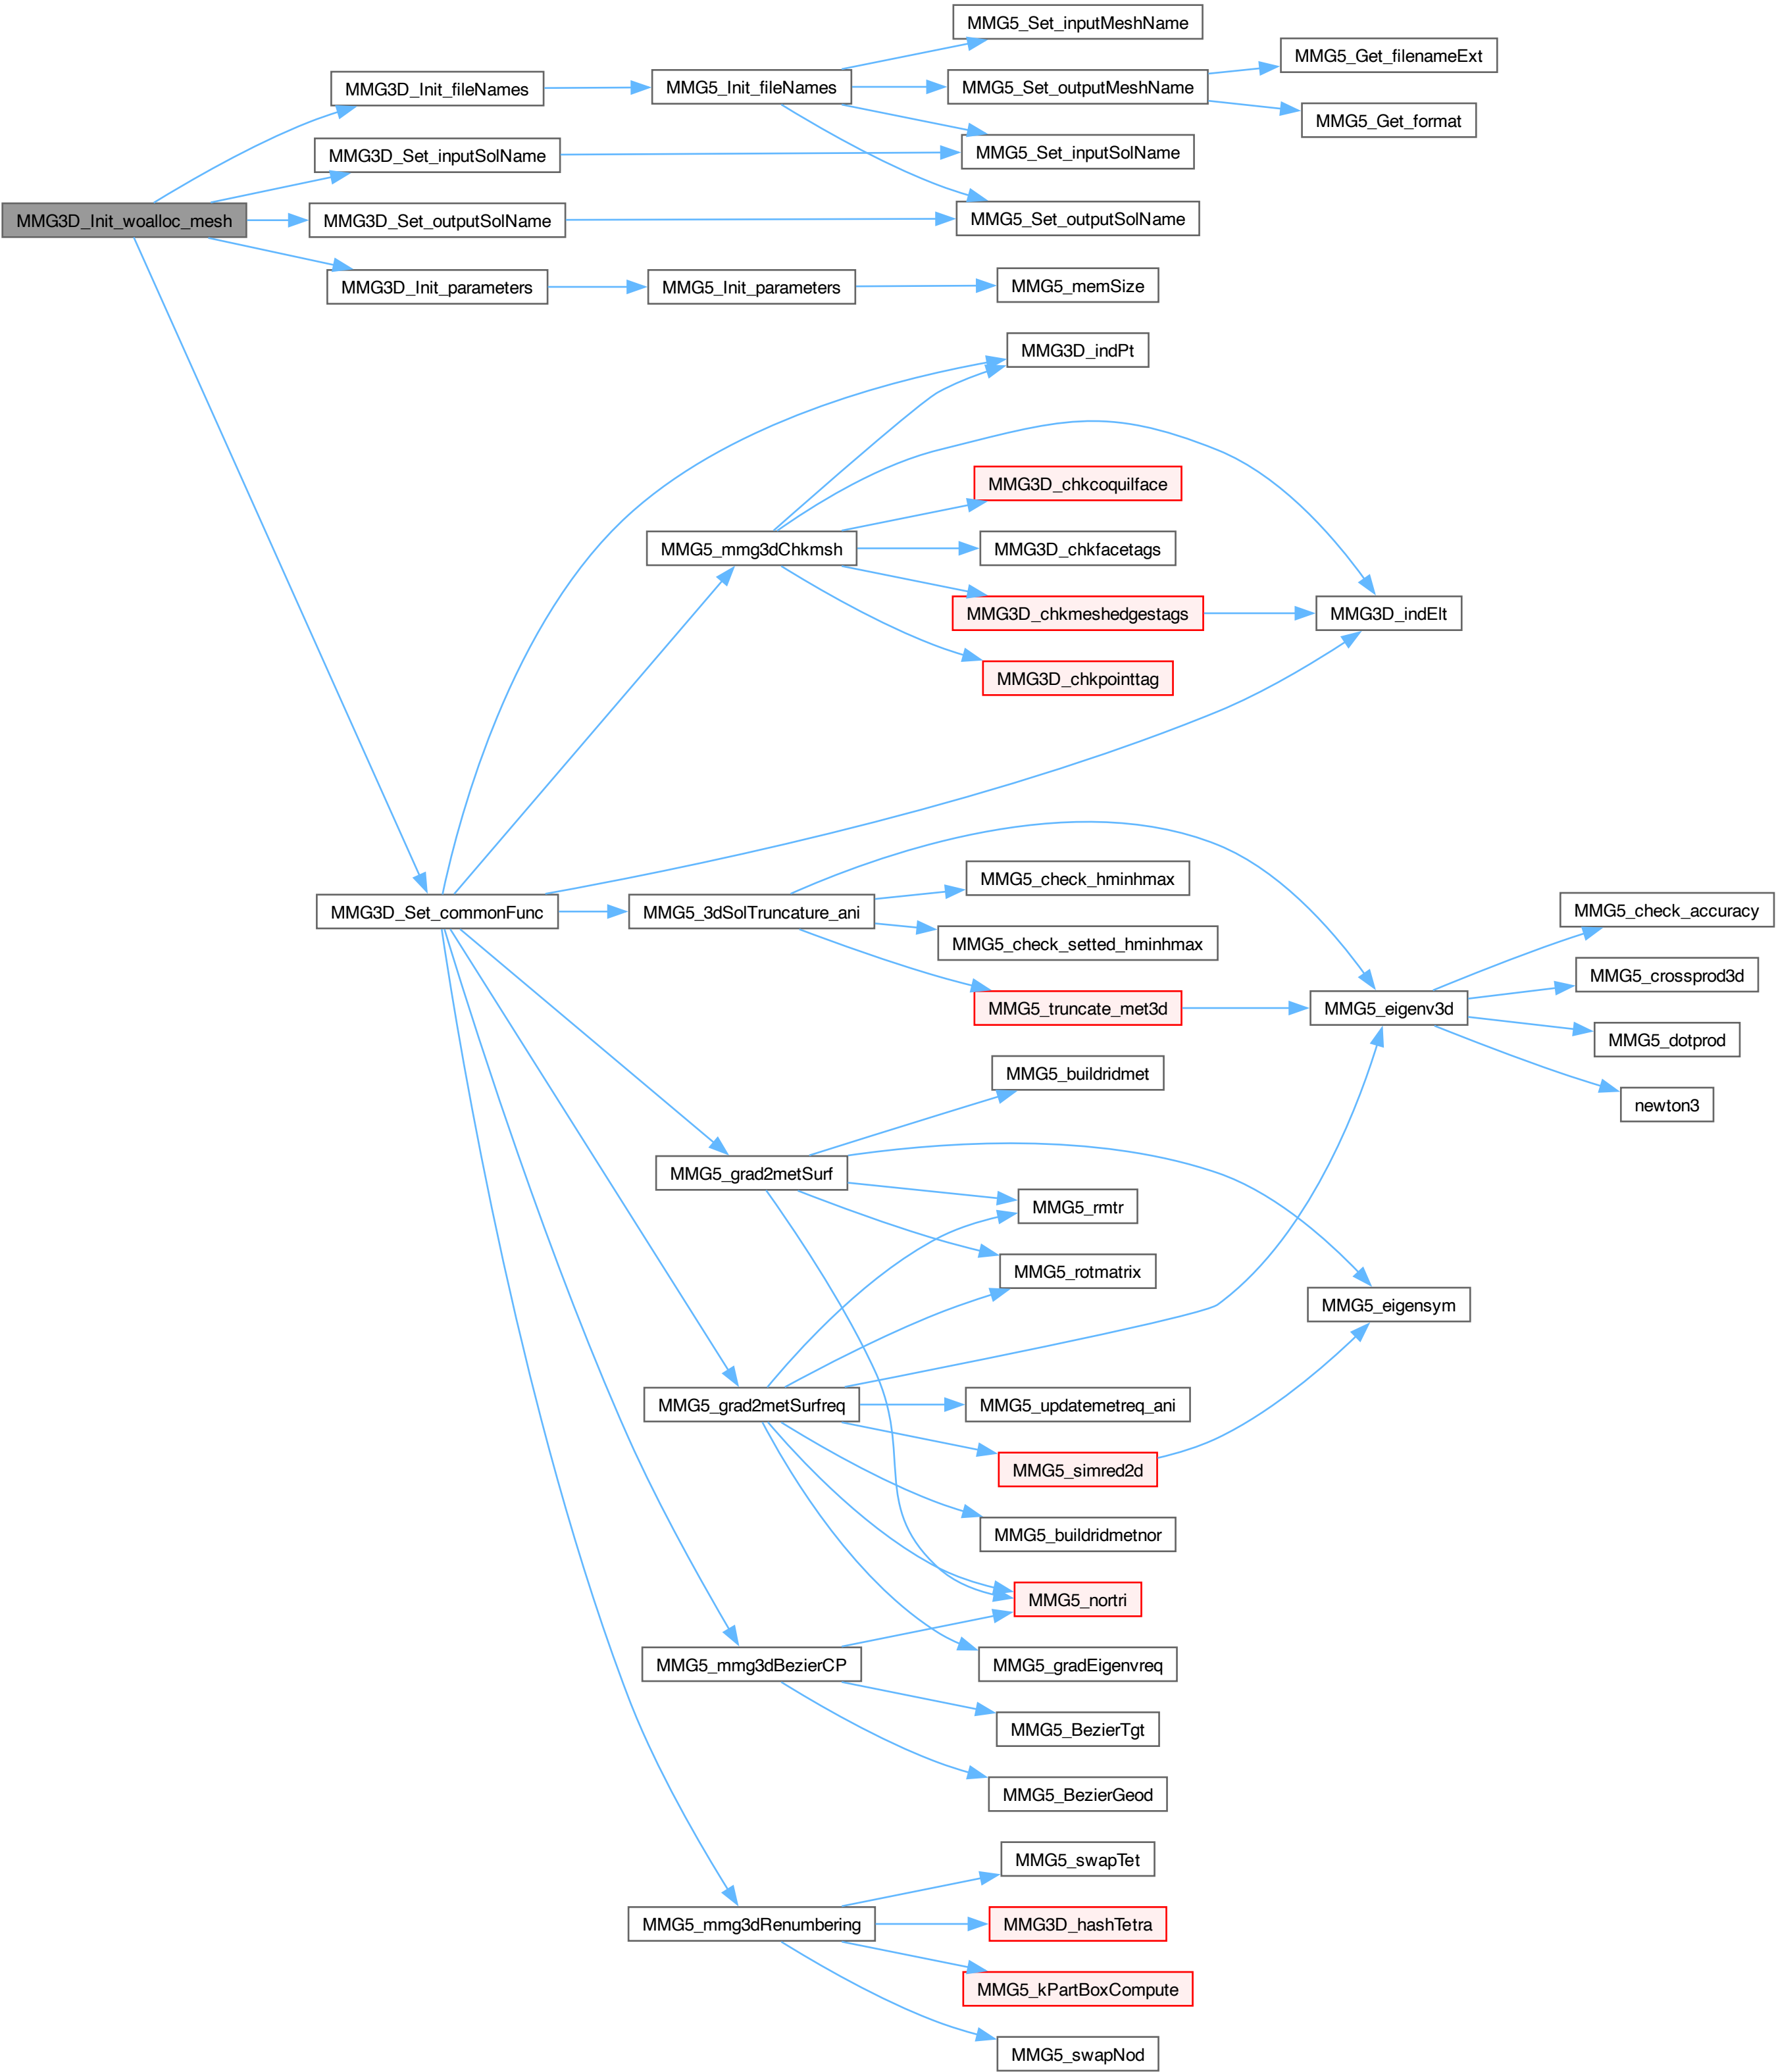 MMG5_Set_inputMeshName
MMG5_Get_filenameExt
MMG3D_Init_fileNames
MMG5_Init_fileNames
MMG5_Set_outputMeshName
MMG5_Get_format
MMG3D_Set_inputSolName
MMG5_Set_inputSolName
MMG3D_Init_woalloc_mesh
MMG3D_Set_outputSolName
MMG5_Set_outputSolName
MMG3D_Init_parameters
MMG5_Init_parameters
MMG5_memSize
MMG3D_indPt
MMG3D_chkcoquilface
MMG5_mmg3dChkmsh
MMG3D_chkfacetags
MMG3D_chkmeshedgestags
MMG3D_indElt
MMG3D_chkpointtag
MMG5_check_hminhmax
MMG3D_Set_commonFunc
MMG5_3dSolTruncature_ani
MMG5_check_accuracy
MMG5_check_setted_hminhmax
MMG5_crossprod3d
MMG5_truncate_met3d
MMG5_eigenv3d
MMG5_dotprod
MMG5_buildridmet
newton3
MMG5_grad2metSurf
MMG5_rmtr
MMG5_rotmatrix
MMG5_eigensym
MMG5_grad2metSurfreq
MMG5_updatemetreq_ani
MMG5_simred2d
MMG5_buildridmetnor
MMG5_nortri
MMG5_mmg3dBezierCP
MMG5_gradEigenvreq
MMG5_BezierTgt
MMG5_BezierGeod
MMG5_swapTet
MMG5_mmg3dRenumbering
MMG3D_hashTetra
MMG5_kPartBoxCompute
MMG5_swapNod